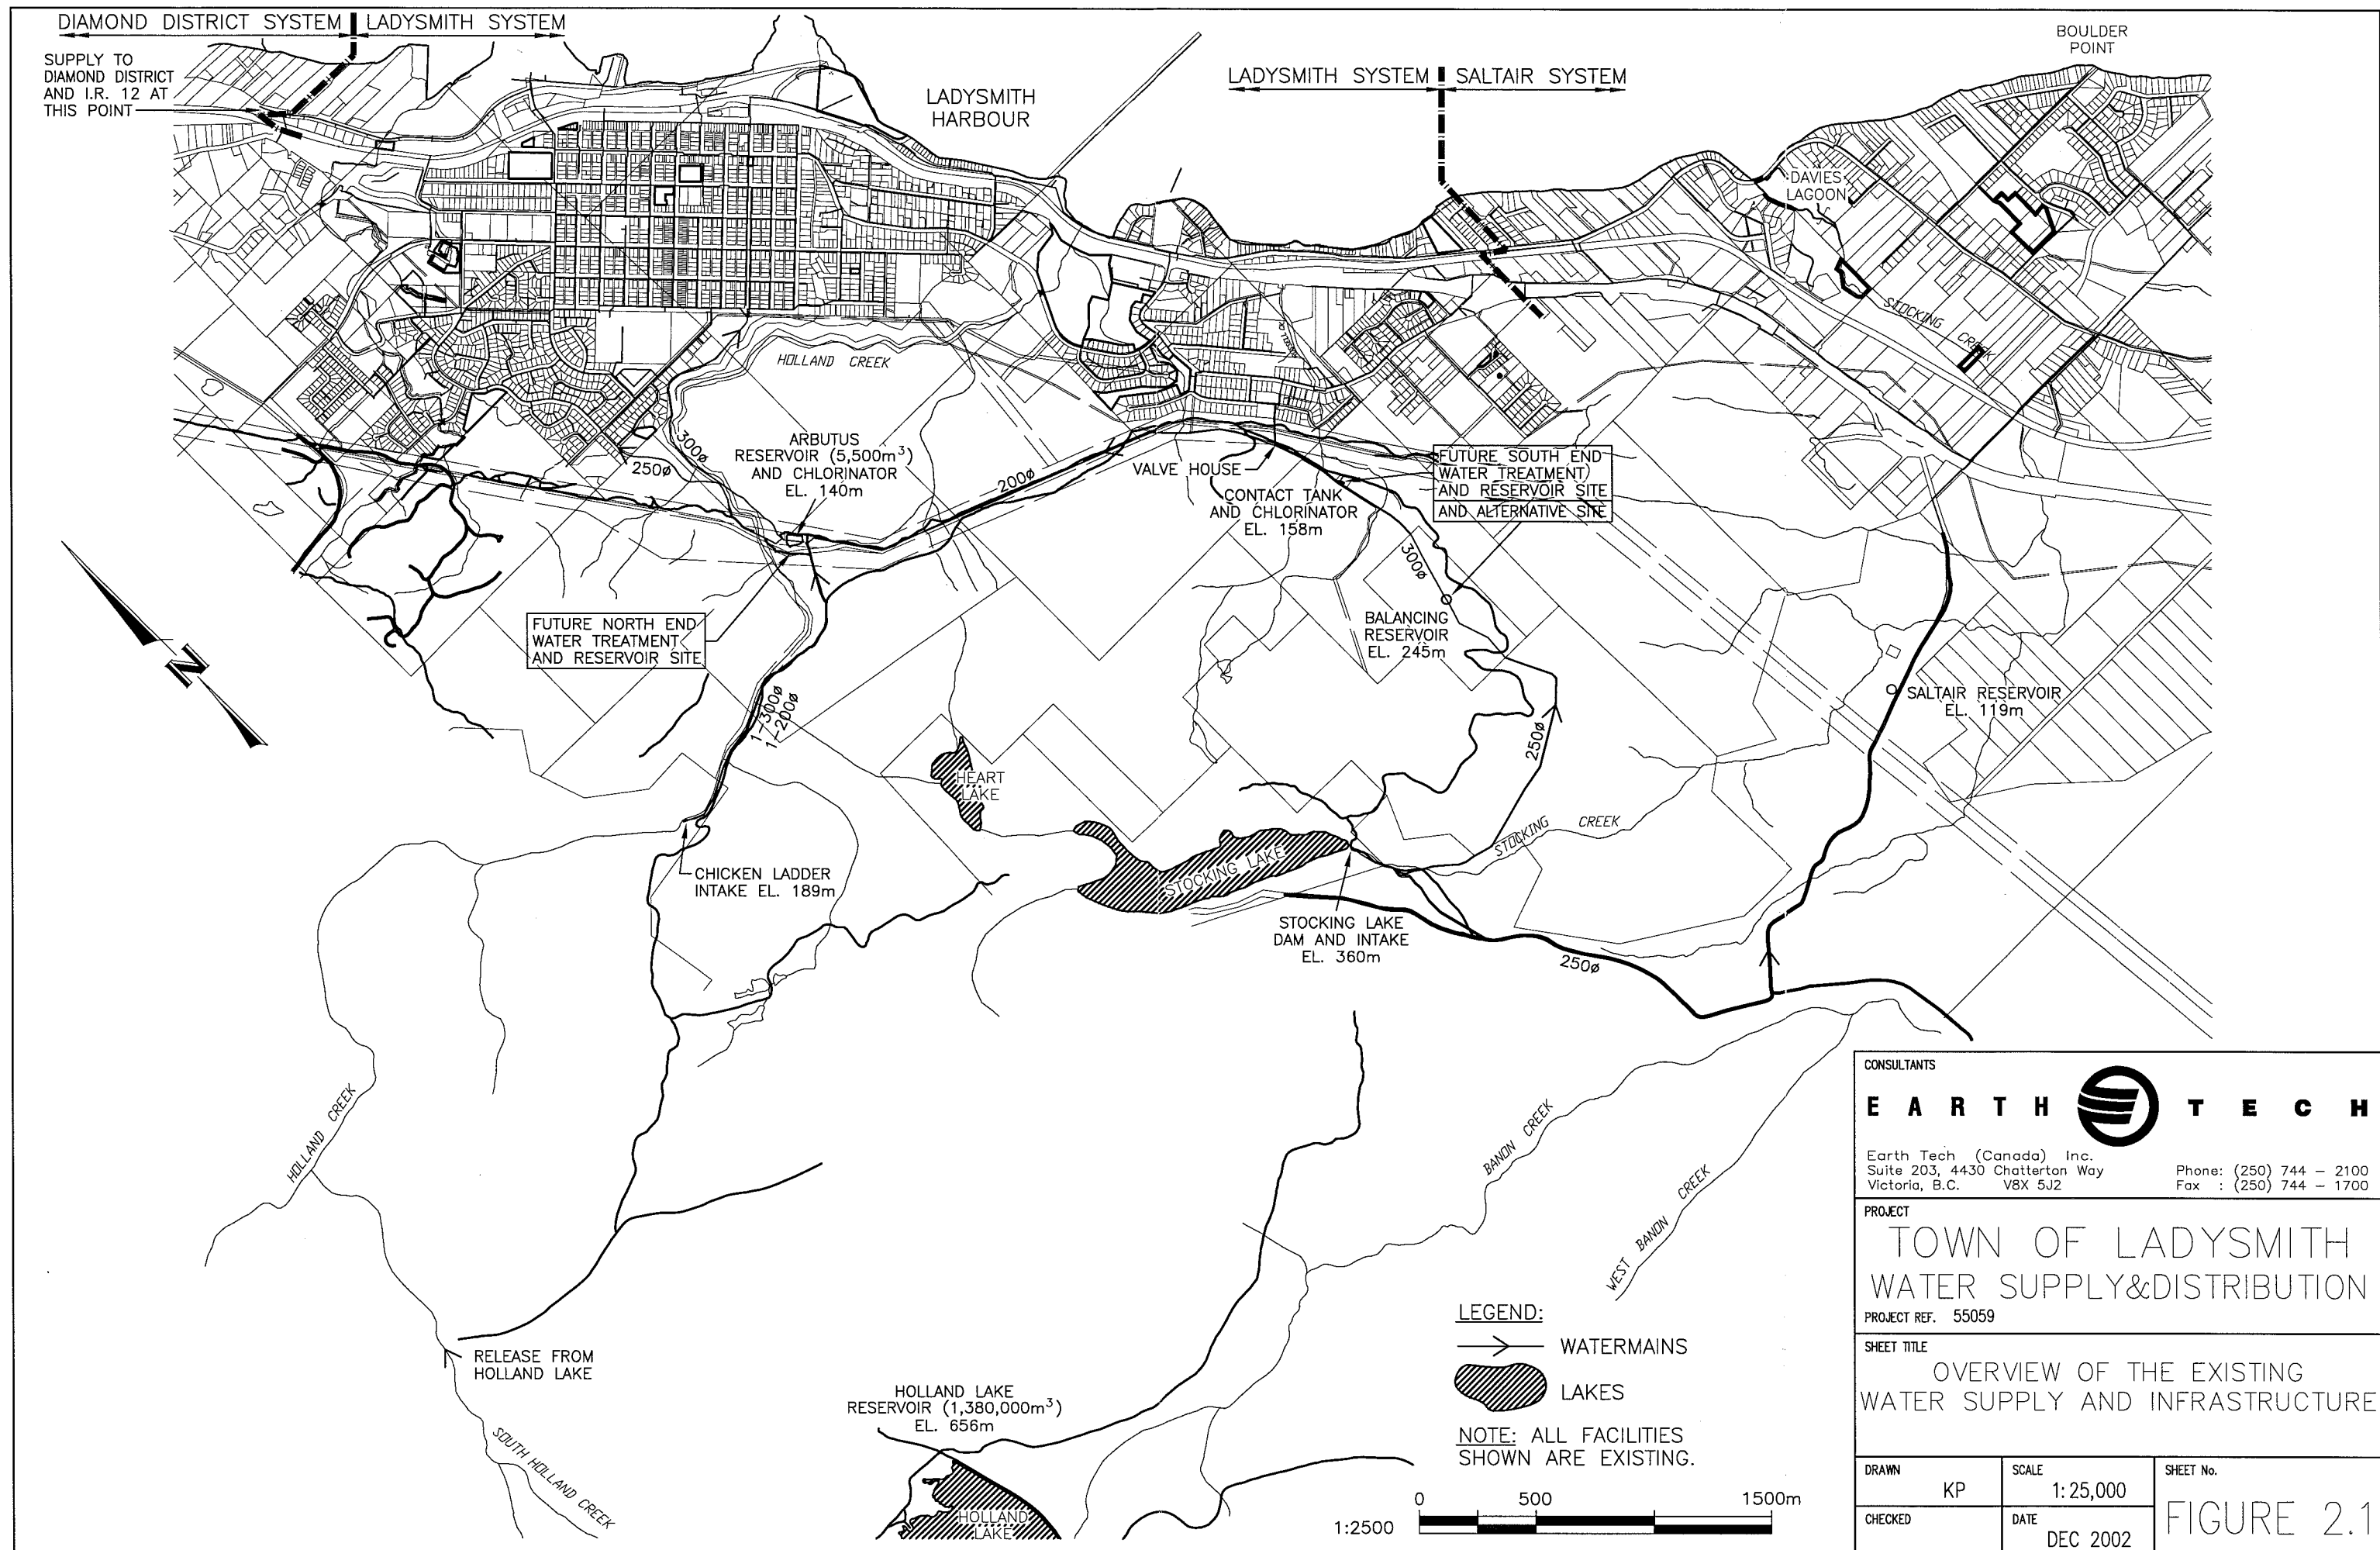 DIAMOND DISTRICT SYSTEM
LADYSMITH SYSTEM
SUPPLY TO
DIAMOND DISTRICT
AND I.R. 12 AT
THIS POINT
LADYSMITH
HARBOUR
LADYSMITH SYSTEM
SALTAIR SYSTEM
BOULDER
POINT
DAVIES
LAGOON
STOCKING
CREEK
HOLLAND CREEK
300ø
250ø
ARBUTUS
RESERVOIR (5,500m³)
AND CHLORINATOR
EL. 140m
200ø
VALVE HOUSE
CONTACT TANK
AND CHLORINATOR
EL. 158m
FUTURE SOUTH END
WATER TREATMENT
AND RESERVOIR SITE
AND ALTERNATIVE SITE
300ø
BALANCING
RESERVOIR
EL. 245m
FUTURE NORTH END
WATER TREATMENT
AND RESERVOIR SITE
N
1-300ø
1-200ø
SALTAIR RESERVOIR
EL. 119m
250ø
HEART
LAKE
STOCKING CREEK
STOCKING LAKE
CHICKEN LADDER
INTAKE EL. 189m
STOCKING LAKE
DAM AND INTAKE
EL. 360m
250ø
HOLLAND CREEK
BANON CREEK
WEST BANON CREEK
RELEASE FROM
HOLLAND LAKE
SOUTH HOLLAND CREEK
HOLLAND LAKE
RESERVOIR (1,380,000m³)
EL. 656m
HOLLAND
LAKE
LEGEND:
WATERMAINS
LAKES
NOTE: ALL FACILITIES
SHOWN ARE EXISTING.
0 500 1500m
1:2500
CONSULTANTS
EARTH TECH
Earth Tech (Canada) Inc.
Suite 203, 4430 Chatterton Way Phone: (250) 744 - 2100
Victoria, B.C. V8X 5J2 Fax : (250) 744 - 1700
PROJECT
TOWN OF LADYSMITH
WATER SUPPLY&DISTRIBUTION
PROJECT REF. 55059
SHEET TITLE
OVERVIEW OF THE EXISTING
WATER SUPPLY AND INFRASTRUCTURE
DRAWN
KP
SCALE
1:25,000
SHEET No.
FIGURE 2.1
CHECKED
DATE
DEC 2002